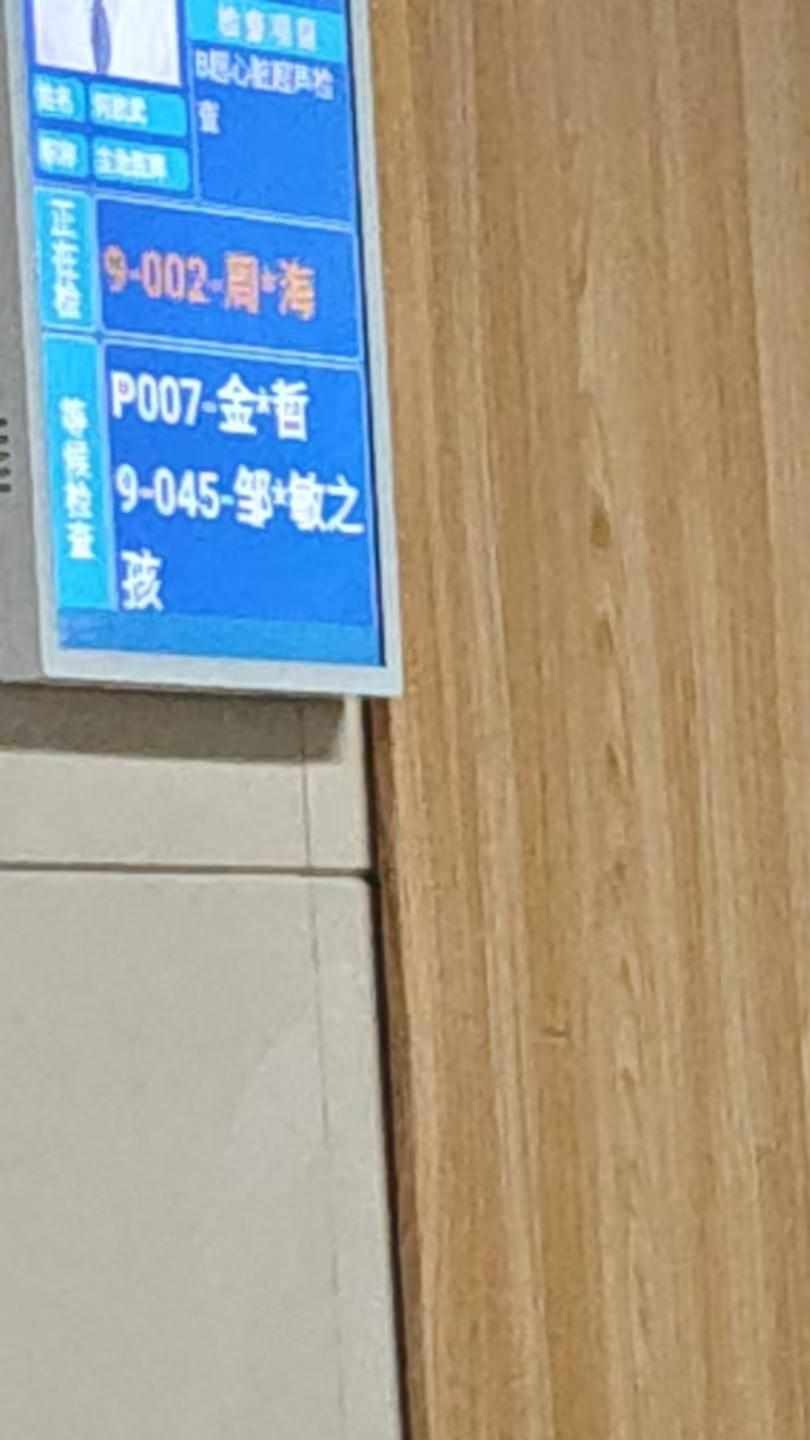 检查项目
B超心脏超声检
查
姓名
职称 主治医师
正在检
9-002-周*海
等候检查
P007-金*哲
9-045-邹*敏之
孩